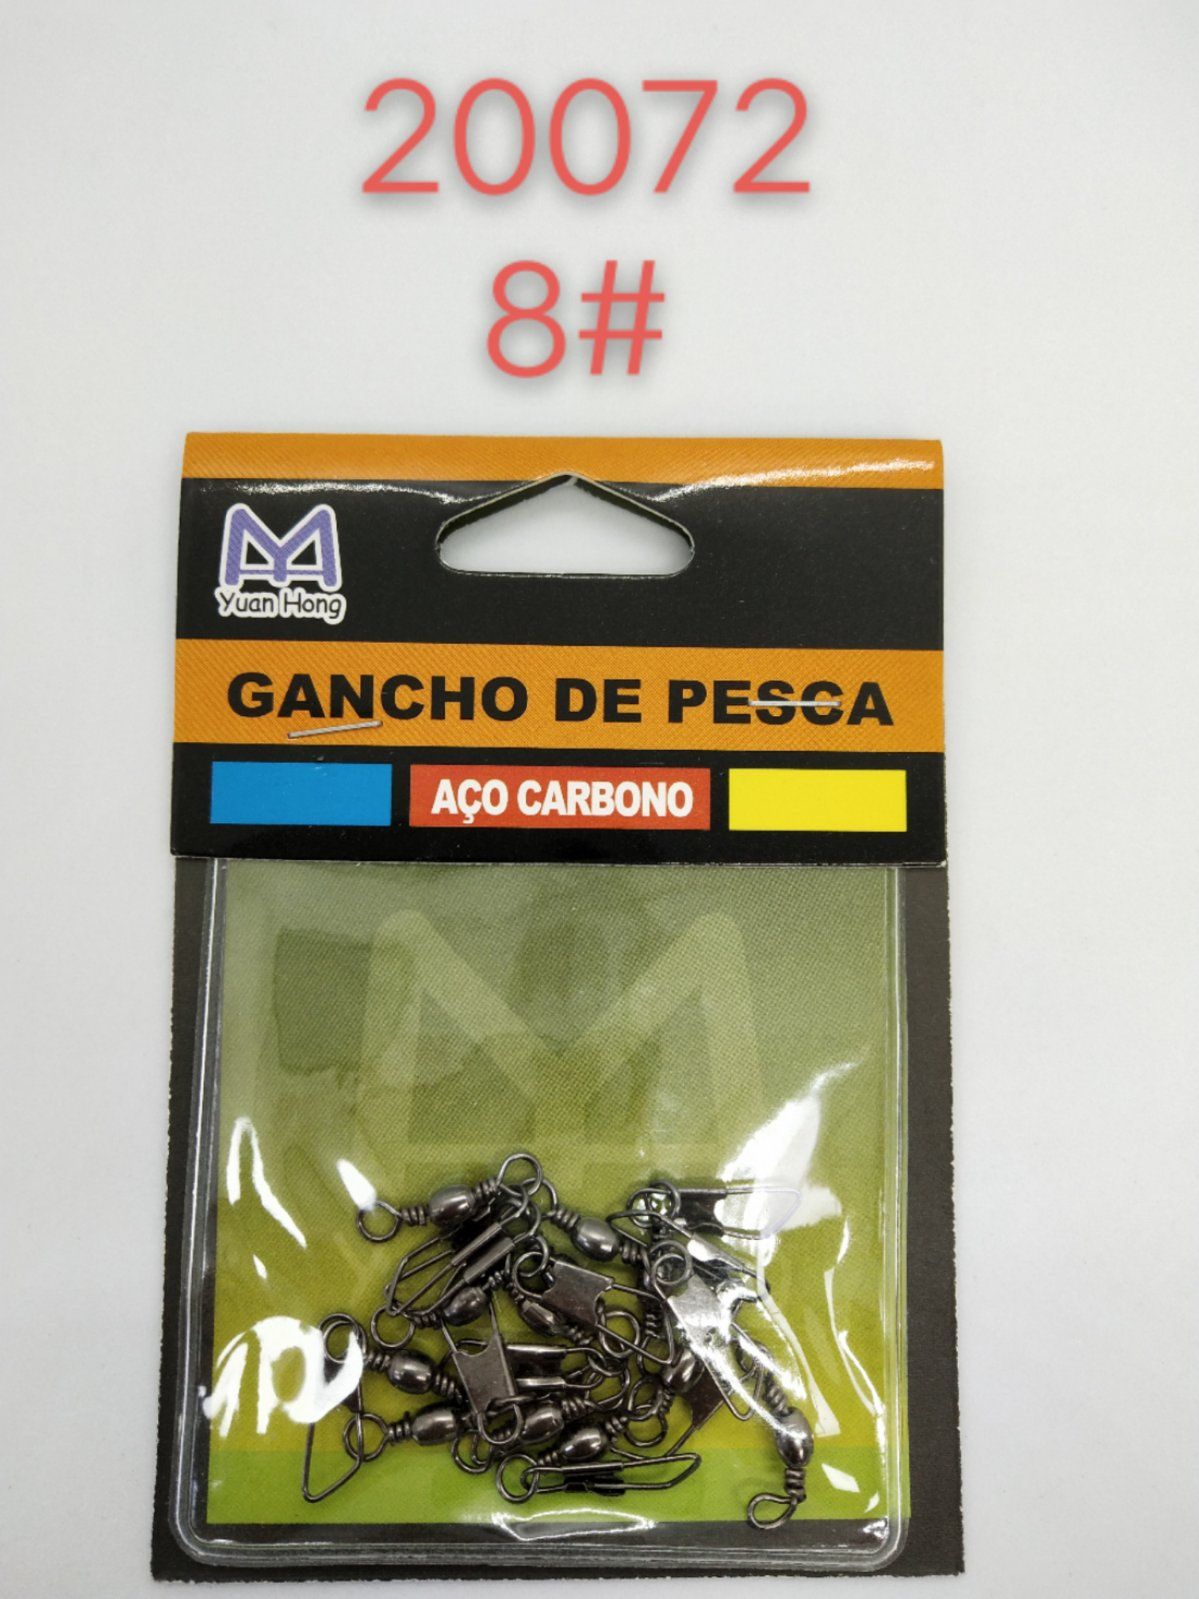 20072
8#
Yuan Hong
GANCHO DE PESCA
AÇO CARBONO